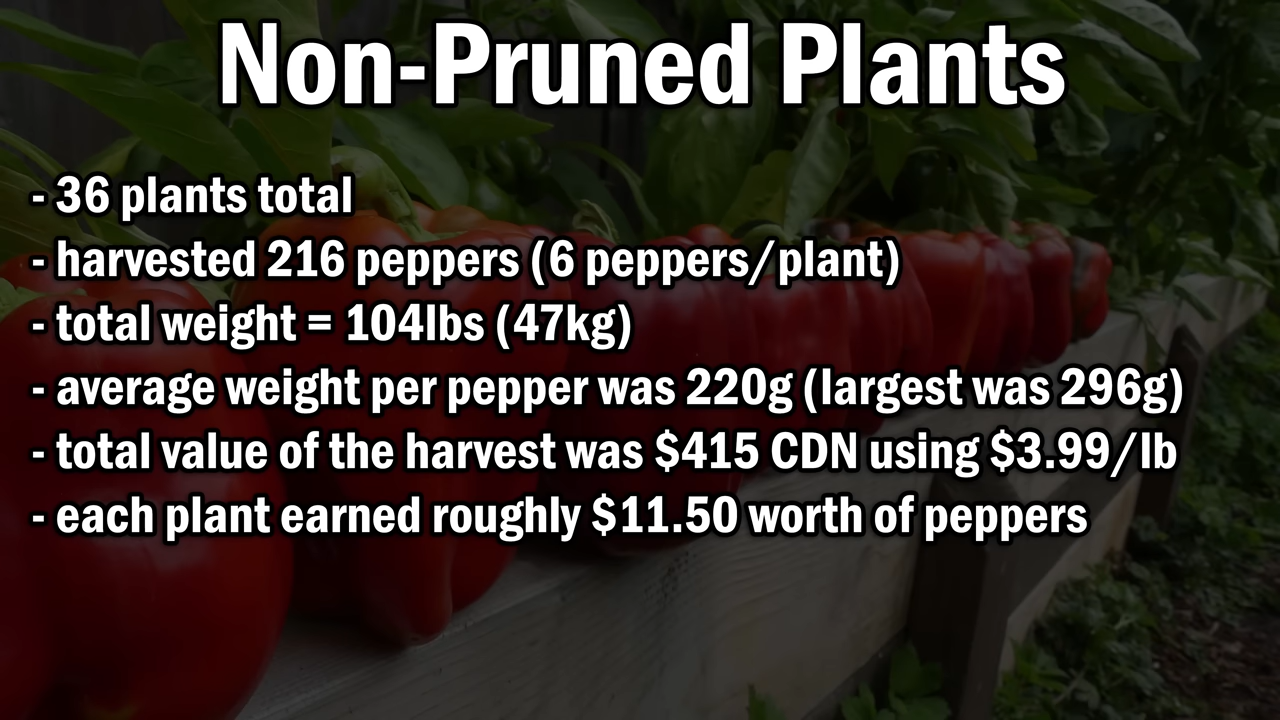 Non-Pruned Plants
- 36 plants total
- harvested 216 peppers (6 peppers/plant)
- total weight = 104lbs (47kg)
- average weight per pepper was 220g (largest was 296g)
- total value of the harvest was $415 CDN using $3.99/lb
- each plant earned roughly $11.50 worth of peppers